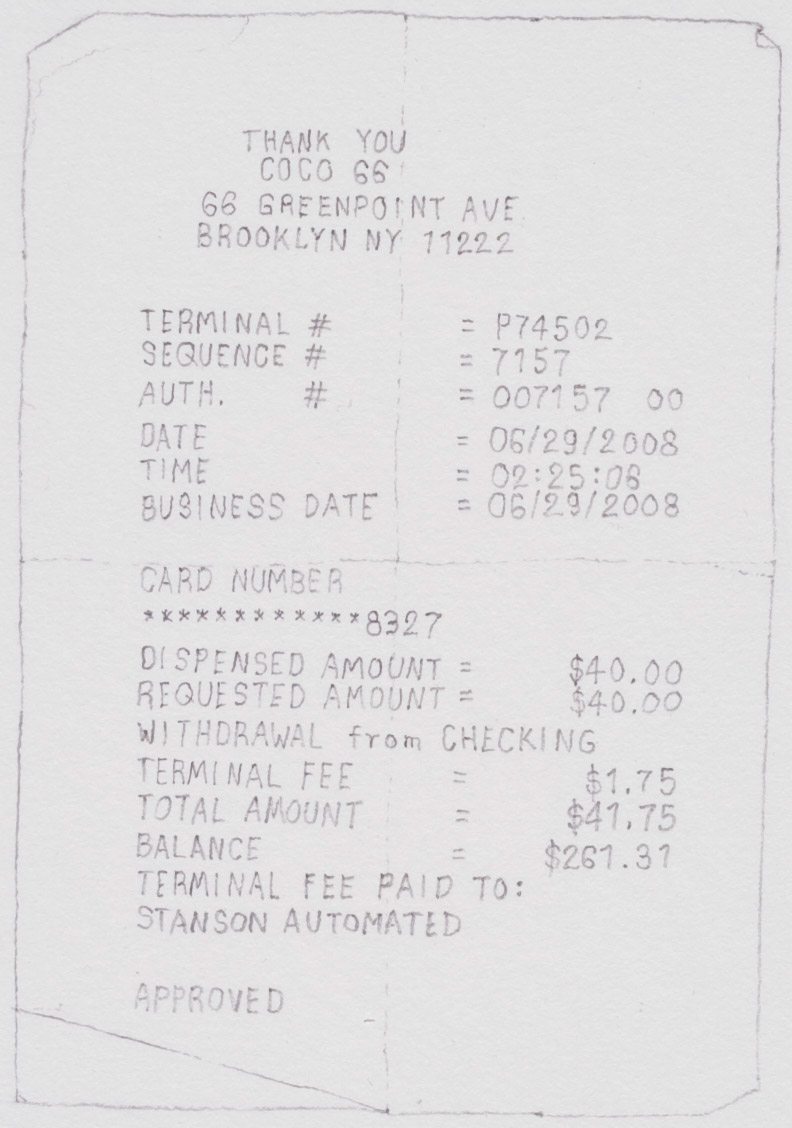 THANK YOU
COCO 66
66 GREENPOINT AVE
BROOKLYN NY 11222
TERMINAL # = P74502
SEQUENCE # = 7157
AUTH. # = 007157 00
DATE = 06/29/2008
TIME = 02:25:06
BUSINESS DATE = 06/29/2008
CARD NUMBER
************8327
DISPENSED AMOUNT = $40.00
REQUESTED AMOUNT = $40.00
WITHDRAWAL from CHECKING
TERMINAL FEE = $1.75
TOTAL AMOUNT = $41.75
BALANCE = $261.31
TERMINAL FEE PAID TO:
STANSON AUTOMATED
APPROVED